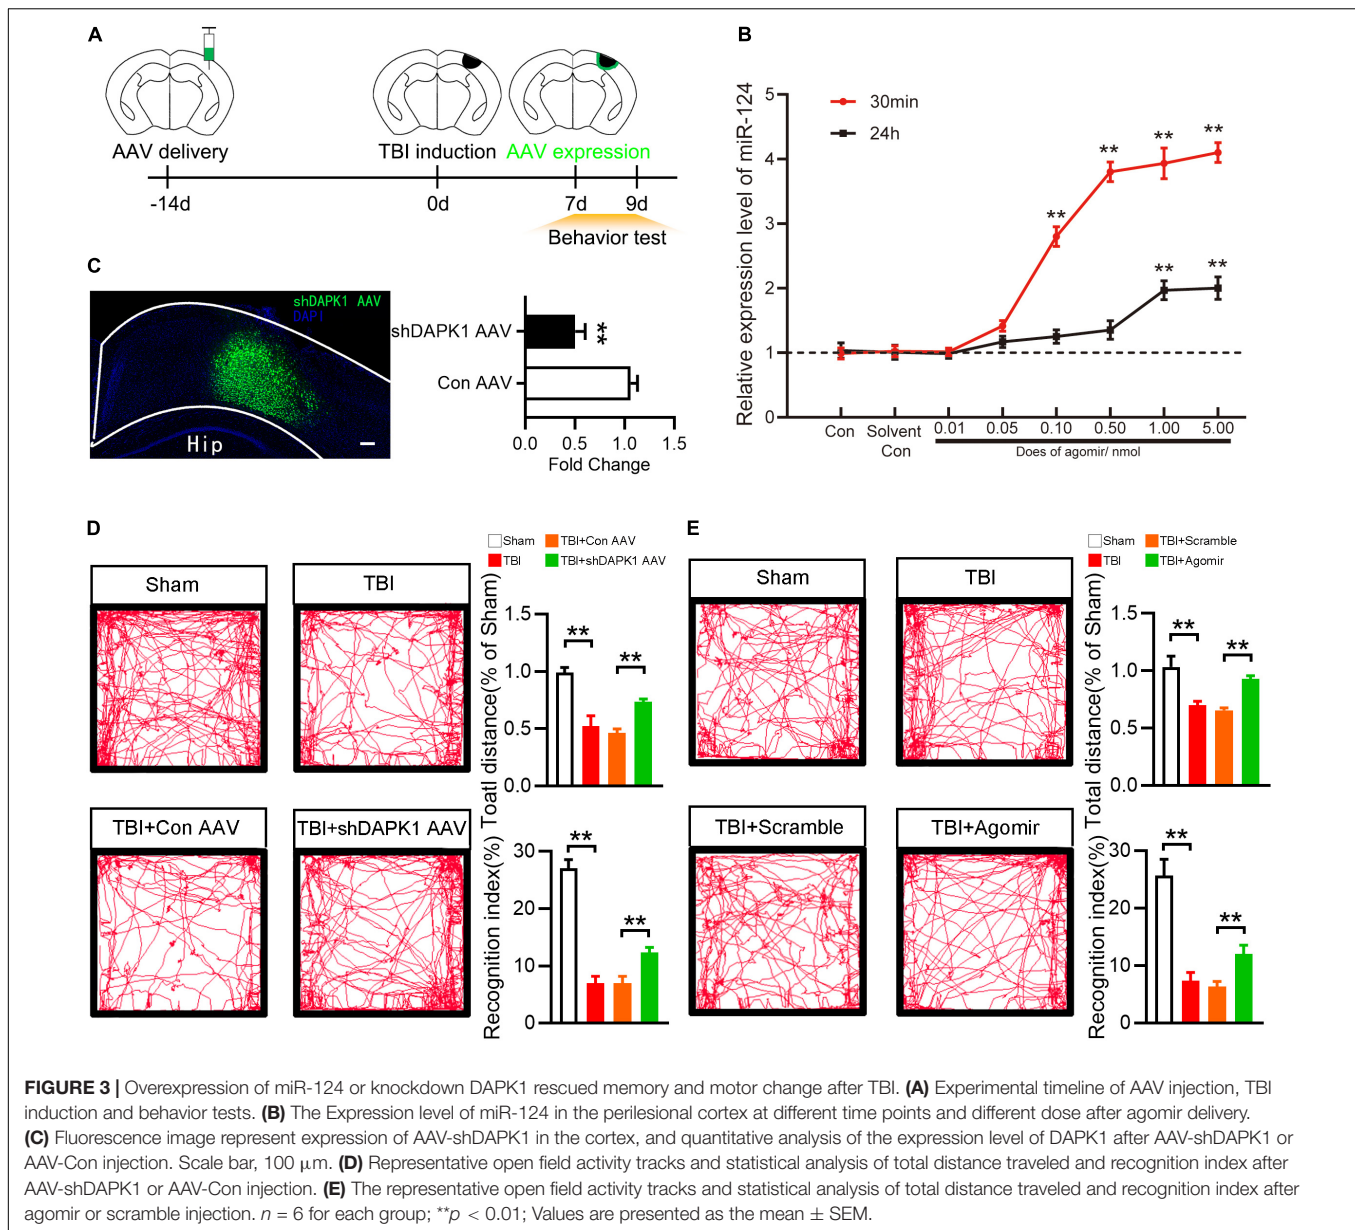 A
AAV delivery
TBI induction
AAV expression
-14d
0d
7d
9d
Behavior test
B
Relative expression level of miR-124
5
4
3
2
1
0
30min
24h
**
**
**
**
**
**
Con
Solvent
Con
0.01
0.05
0.10
0.50
1.00
5.00
Does of agomir/ nmol
C
shDAPK1 AAV
DAPI
Hip
shDAPK1 AAV
**
Con AAV
0.0
0.5
1.0
1.5
Fold Change
D
Sham
TBI
TBI+Con AAV
TBI+shDAPK1 AAV
Sham
TBI+Con AAV
TBI
TBI+shDAPK1 AAV
Toatl distance(% of Sham)
1.5
1.0
0.5
0.0
**
**
Recognition index(%)
30
20
10
0
**
**
E
Sham
TBI
TBI+Scramble
TBI+Agomir
Sham
TBI+Scramble
TBI
TBI+Agomir
Total distance(% of Sham)
1.5
1.0
0.5
0.0
**
**
Recognition index(%)
30
20
10
0
**
**
FIGURE 3 | Overexpression of miR-124 or knockdown DAPK1 rescued memory and motor change after TBI. (A) Experimental timeline of AAV injection, TBI
induction and behavior tests. (B) The Expression level of miR-124 in the perilesional cortex at different time points and different dose after agomir delivery.
(C) Fluorescence image represent expression of AAV-shDAPK1 in the cortex, and quantitative analysis of the expression level of DAPK1 after AAV-shDAPK1 or
AAV-Con injection. Scale bar, 100 μm. (D) Representative open field activity tracks and statistical analysis of total distance traveled and recognition index after
AAV-shDAPK1 or AAV-Con injection. (E) The representative open field activity tracks and statistical analysis of total distance traveled and recognition index after
agomir or scramble injection. n = 6 for each group; **p < 0.01; Values are presented as the mean ± SEM.